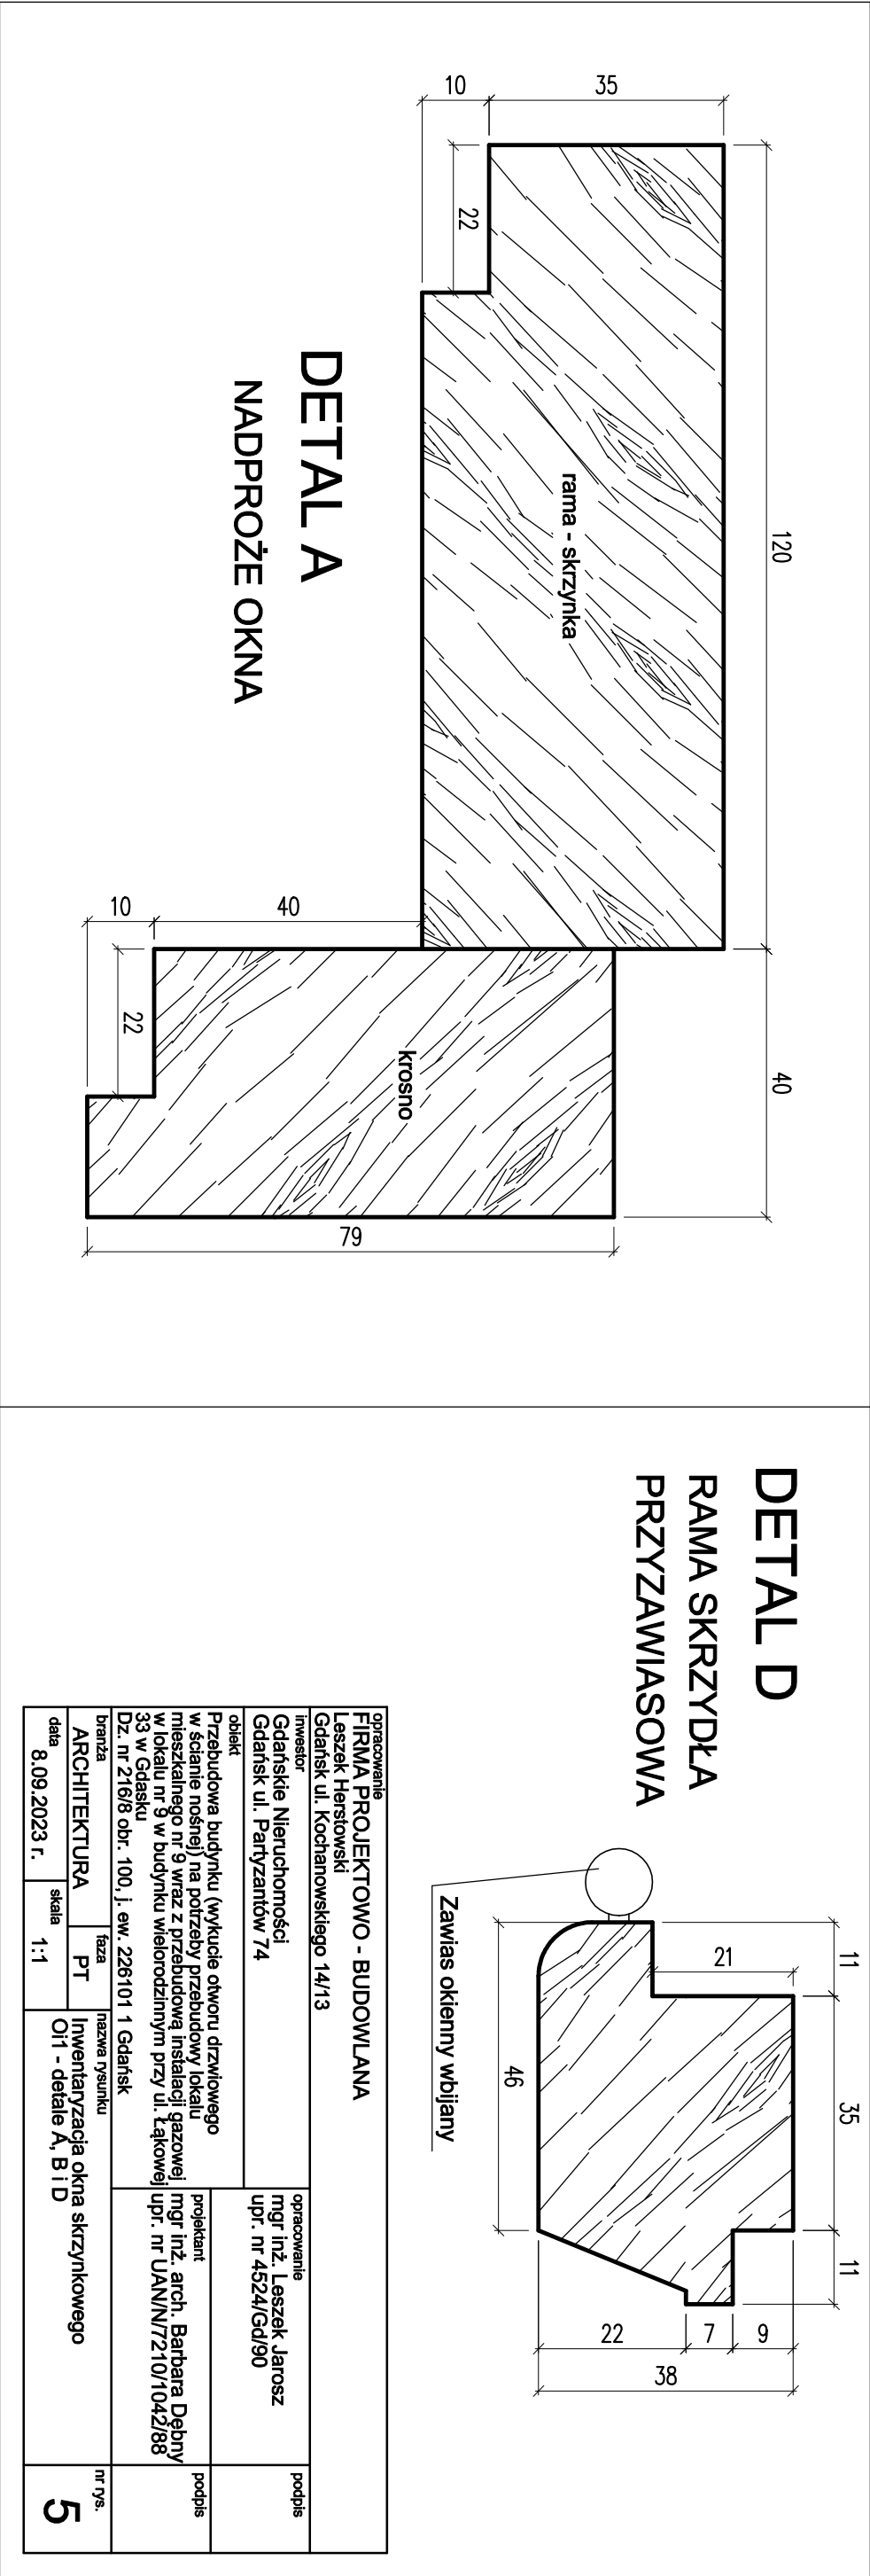 DETAL A
NADPROŻE OKNA
10
35
120
22
rama - skrzynka
10
40
40
22
krosno
79
DETAL D
RAMA SKRZYDŁA
PRZYZAWIASOWA
11
35
11
21
46
22
7
9
38
Zawias okienny wbijany
opracowanie
FIRMA PROJEKTOWO - BUDOWLANA
Leszek Herstowski
Gdańsk ul. Kochanowskiego 14/13
inwestor
Gdańskie Nieruchomości
Gdańsk ul. Partyzantów 74
opracowanie
mgr inż. Leszek Jarosz
upr. nr 4524/Gd/90
podpis
obiekt
Przebudowa budynku (wykucie otworu drzwiowego
w ścianie nośnej) na potrzeby przebudowy lokalu
mieszkalnego nr 9 wraz z przebudową instalacji gazowej
w lokalu nr 9 w budynku wielorodzinnym przy ul. Łąkowej
33 w Gdasku
Dz. nr 216/8 obr. 100, j. ew. 226101 1 Gdańsk
projektant
mgr inż. arch. Barbara Dębny
upr. nr UAN/N/7210/1042/88
podpis
branża
ARCHITEKTURA
faza
PT
nazwa rysunku
Inwentaryzacja okna skrzynkowego
Oi1 - detale A, B i D
nr rys.
5
data
8.09.2023 r.
skala
1:1